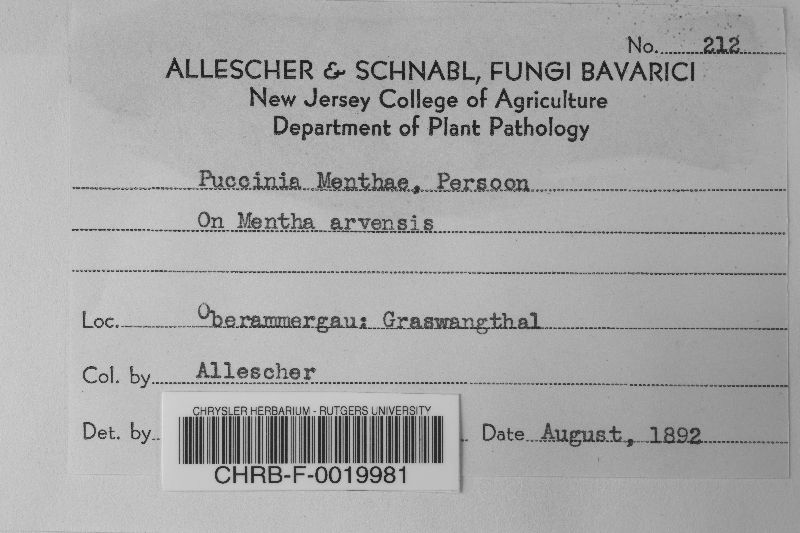 No. 212
ALLESCHER & SCHNABL, FUNGI BAVARICI
New Jersey College of Agriculture
Department of Plant Pathology
Puccinia Menthae, Persoon
On Mentha arvensis
Loc. Oberammergau: Graswangthal
Col. by Allescher
Det. by Date August, 1892
CHRYSLER HERBARIUM - RUTGERS UNIVERSITY
CHRB-F-0019981